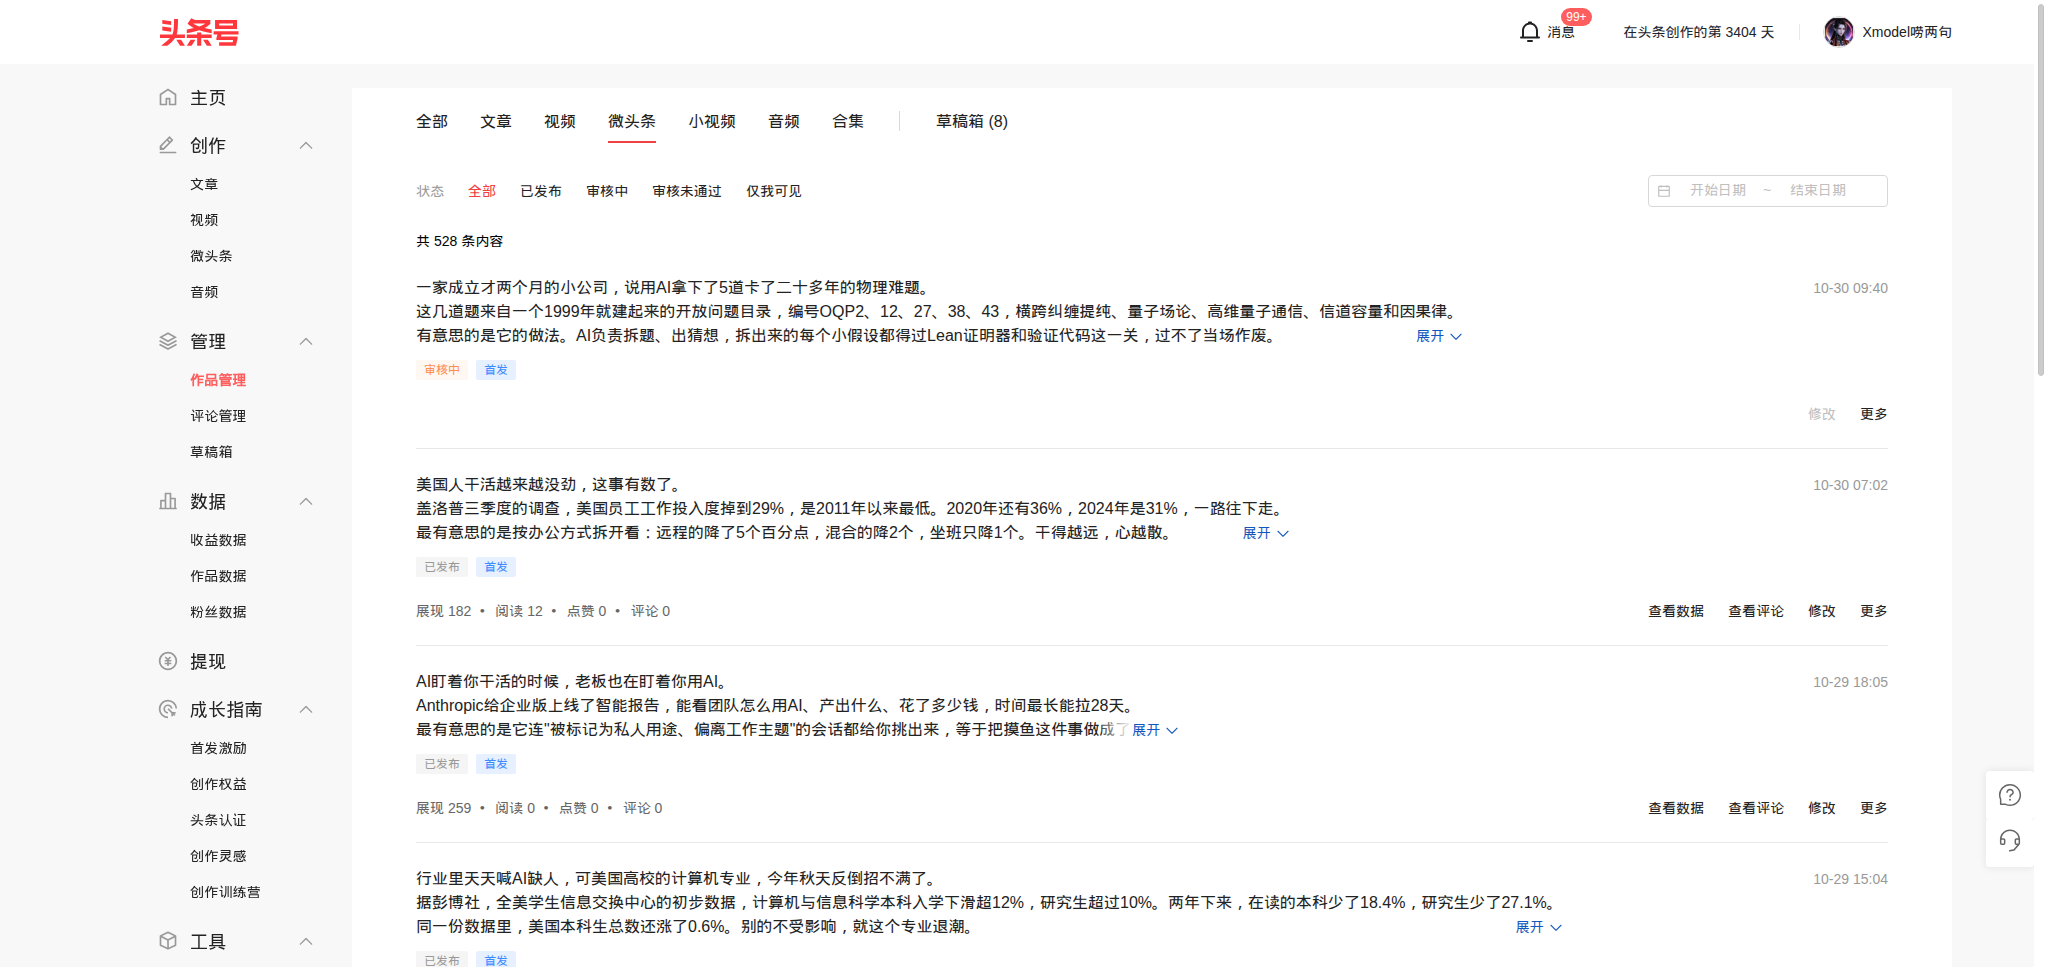 头条号
消息
99+
在头条创作的第 3404 天
Xmodel唠两句
主页
创作
文章
视频
微头条
音频
管理
作品管理
评论管理
草稿箱
数据
收益数据
作品数据
粉丝数据
提现
成长指南
首发激励
创作权益
头条认证
创作灵感
创作训练营
工具
全部 文章 视频 微头条 小视频 音频 合集 草稿箱 (8)
状态 全部 已发布 审核中 审核未通过 仅我可见
开始日期 ~ 结束日期
共 528 条内容
一家成立才两个月的小公司，说用AI拿下了5道卡了二十多年的物理难题。
10-30 09:40
这几道题来自一个1999年就建起来的开放问题目录，编号OQP2、12、27、38、43，横跨纠缠提纯、量子场论、高维量子通信、信道容量和因果律。
有意思的是它的做法。AI负责拆题、出猜想，拆出来的每个小假设都得过Lean证明器和验证代码这一关，过不了当场作废。 展开
审核中 首发
修改 更多
美国人干活越来越没劲，这事有数了。
10-30 07:02
盖洛普三季度的调查，美国员工工作投入度掉到29%，是2011年以来最低。2020年还有36%，2024年是31%，一路往下走。
最有意思的是按办公方式拆开看：远程的降了5个百分点，混合的降2个，坐班只降1个。干得越远，心越散。 展开
已发布 首发
展现 182 • 阅读 12 • 点赞 0 • 评论 0
查看数据 查看评论 修改 更多
AI盯着你干活的时候，老板也在盯着你用AI。
10-29 18:05
Anthropic给企业版上线了智能报告，能看团队怎么用AI、产出什么、花了多少钱，时间最长能拉28天。
最有意思的是它连"被标记为私人用途、偏离工作主题"的会话都给你挑出来，等于把摸鱼这件事做成了 展开
已发布 首发
展现 259 • 阅读 0 • 点赞 0 • 评论 0
查看数据 查看评论 修改 更多
行业里天天喊AI缺人，可美国高校的计算机专业，今年秋天反倒招不满了。
10-29 15:04
据彭博社，全美学生信息交换中心的初步数据，计算机与信息科学本科入学下滑超12%，研究生超过10%。两年下来，在读的本科少了18.4%，研究生少了27.1%。
同一份数据里，美国本科生总数还涨了0.6%。别的不受影响，就这个专业退潮。 展开
已发布 首发